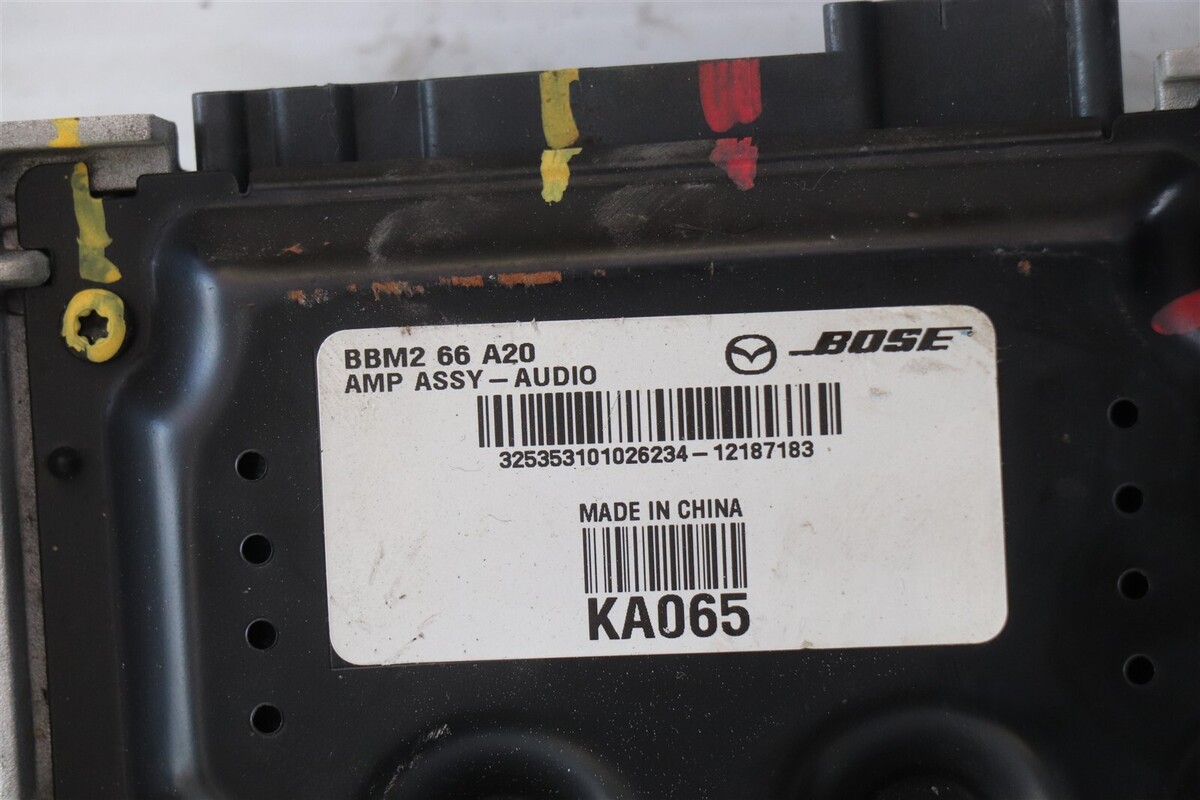 BBM2 66 A20
BOSE
AMP ASSY-AUDIO
325353101026234-12187183
MADE IN CHINA
KA065